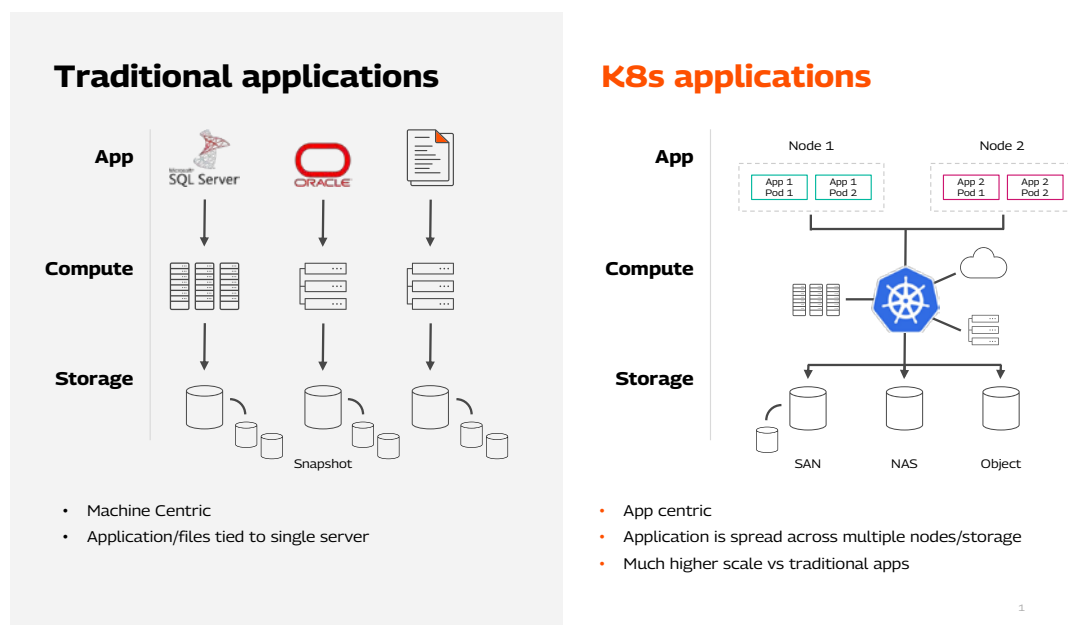 Traditional applications
App
Microsoft
SQL Server
ORACLE
Compute
Storage
Snapshot
• Machine Centric
• Application/files tied to single server
K8s applications
App
Node 1
Node 2
App 1
Pod 1
App 1
Pod 2
App 2
Pod 1
App 2
Pod 2
Compute
Storage
SAN
NAS
Object
• App centric
• Application is spread across multiple nodes/storage
• Much higher scale vs traditional apps
1